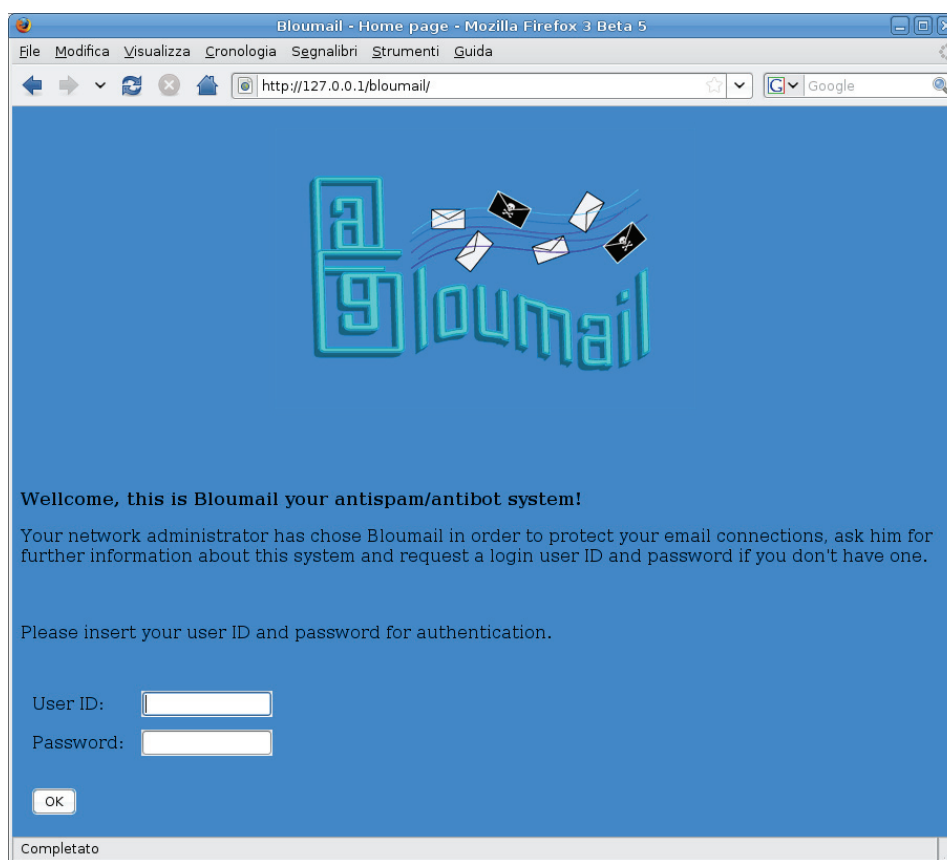 Bloumail - Home page - Mozilla Firefox 3 Beta 5
File Modifica Visualizza Cronologia Segnalibri Strumenti Guida
http://127.0.0.1/bloumail/ G Google
a
g loumail
Wellcome, this is Bloumail your antispam/antibot system!
Your network administrator has chose Bloumail in order to protect your email connections, ask him for
further information about this system and request a login user ID and password if you don't have one.
Please insert your user ID and password for authentication.
User ID:
Password:
OK
Completato